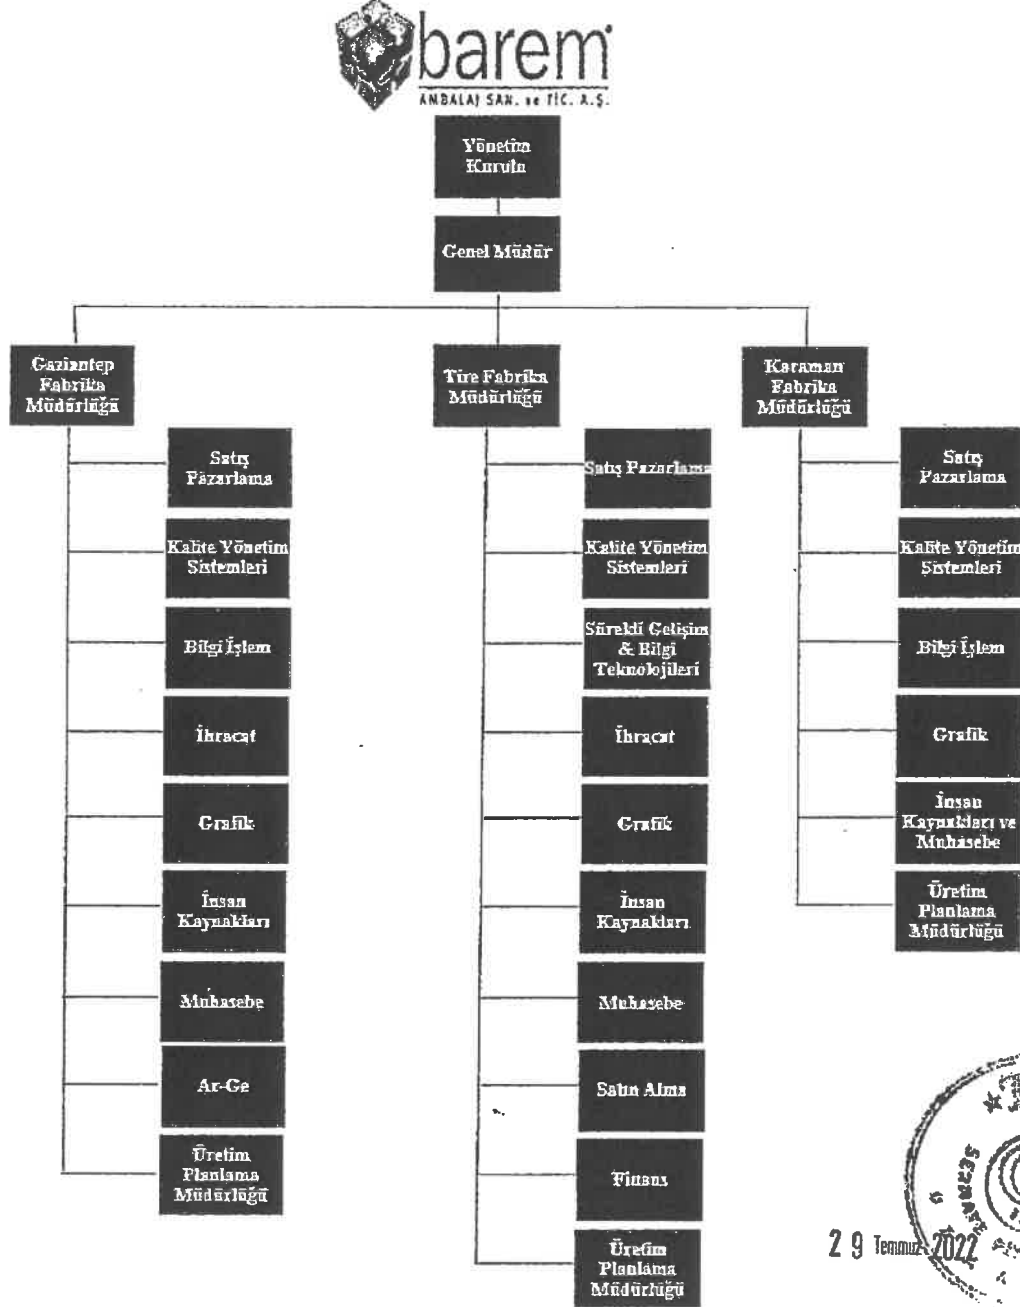 barem
AMBALAJ SAN. ve TİC. A.Ş.
Yönetim
Kurulu
Genel Müdür
Gaziantep
Fabrika
Müdürlüğü
Satış
Pazarlama
Kalite Yönetim
Sistemleri
Bilgi İşlem
İhracat
Grafik
İnsan
Kaynakları
Muhasebe
Ar-Ge
Üretim
Planlama
Müdürlüğü
Tire Fabrika
Müdürlüğü
Satış Pazarlama
Kalite Yönetim
Sistemleri
Sürekli Gelişim
& Bilgi
Teknolojileri
İhracat
Grafik
İnsan
Kaynakları
Muhasebe
Satın Alma
Finans
Üretim
Planlama
Müdürlüğü
Karaman
Fabrika
Müdürlüğü
Satış
Pazarlama
Kalite Yönetim
Sistemleri
Bilgi İşlem
Grafik
İnsan
Kaynakları ve
Muhasebe
Üretim
Planlama
Müdürlüğü
29 Temmuz 2022